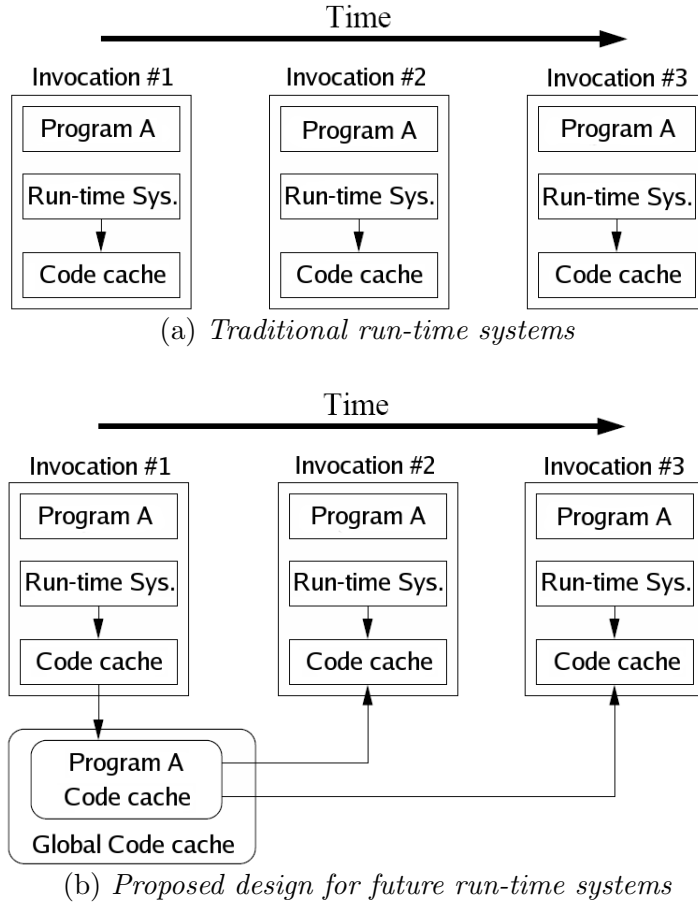 Time
Invocation #1 Invocation #2 Invocation #3
Program A Program A Program A
Run-time Sys. Run-time Sys. Run-time Sys.
Code cache Code cache Code cache
(a) Traditional run-time systems
Time
Invocation #1 Invocation #2 Invocation #3
Program A Program A Program A
Run-time Sys. Run-time Sys. Run-time Sys.
Code cache Code cache Code cache
Program A
Code cache
Global Code cache
(b) Proposed design for future run-time systems